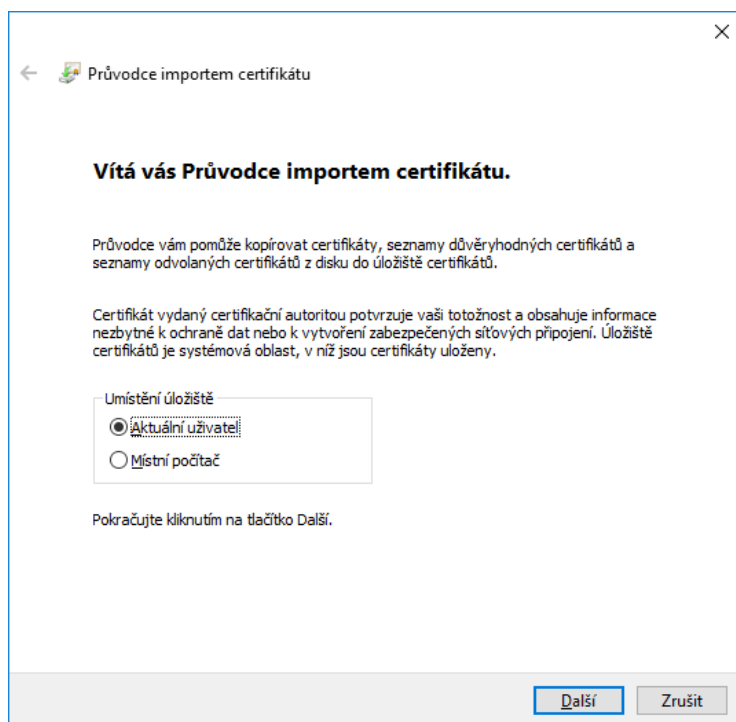 Průvodce importem certifikátu
Vítá vás Průvodce importem certifikátu.
Průvodce vám pomůže kopírovat certifikáty, seznamy důvěryhodných certifikátů a
seznamy odvolaných certifikátů z disku do úložiště certifikátů.
Certifikát vydaný certifikační autoritou potvrzuje vaši totožnost a obsahuje informace
nezbytné k ochraně dat nebo k vytvoření zabezpečených síťových připojení. Úložiště
certifikátů je systémová oblast, v níž jsou certifikáty uloženy.
Umístění úložiště
Aktuální uživatel
Místní počítač
Pokračujte kliknutím na tlačítko Další.
Další
Zrušit